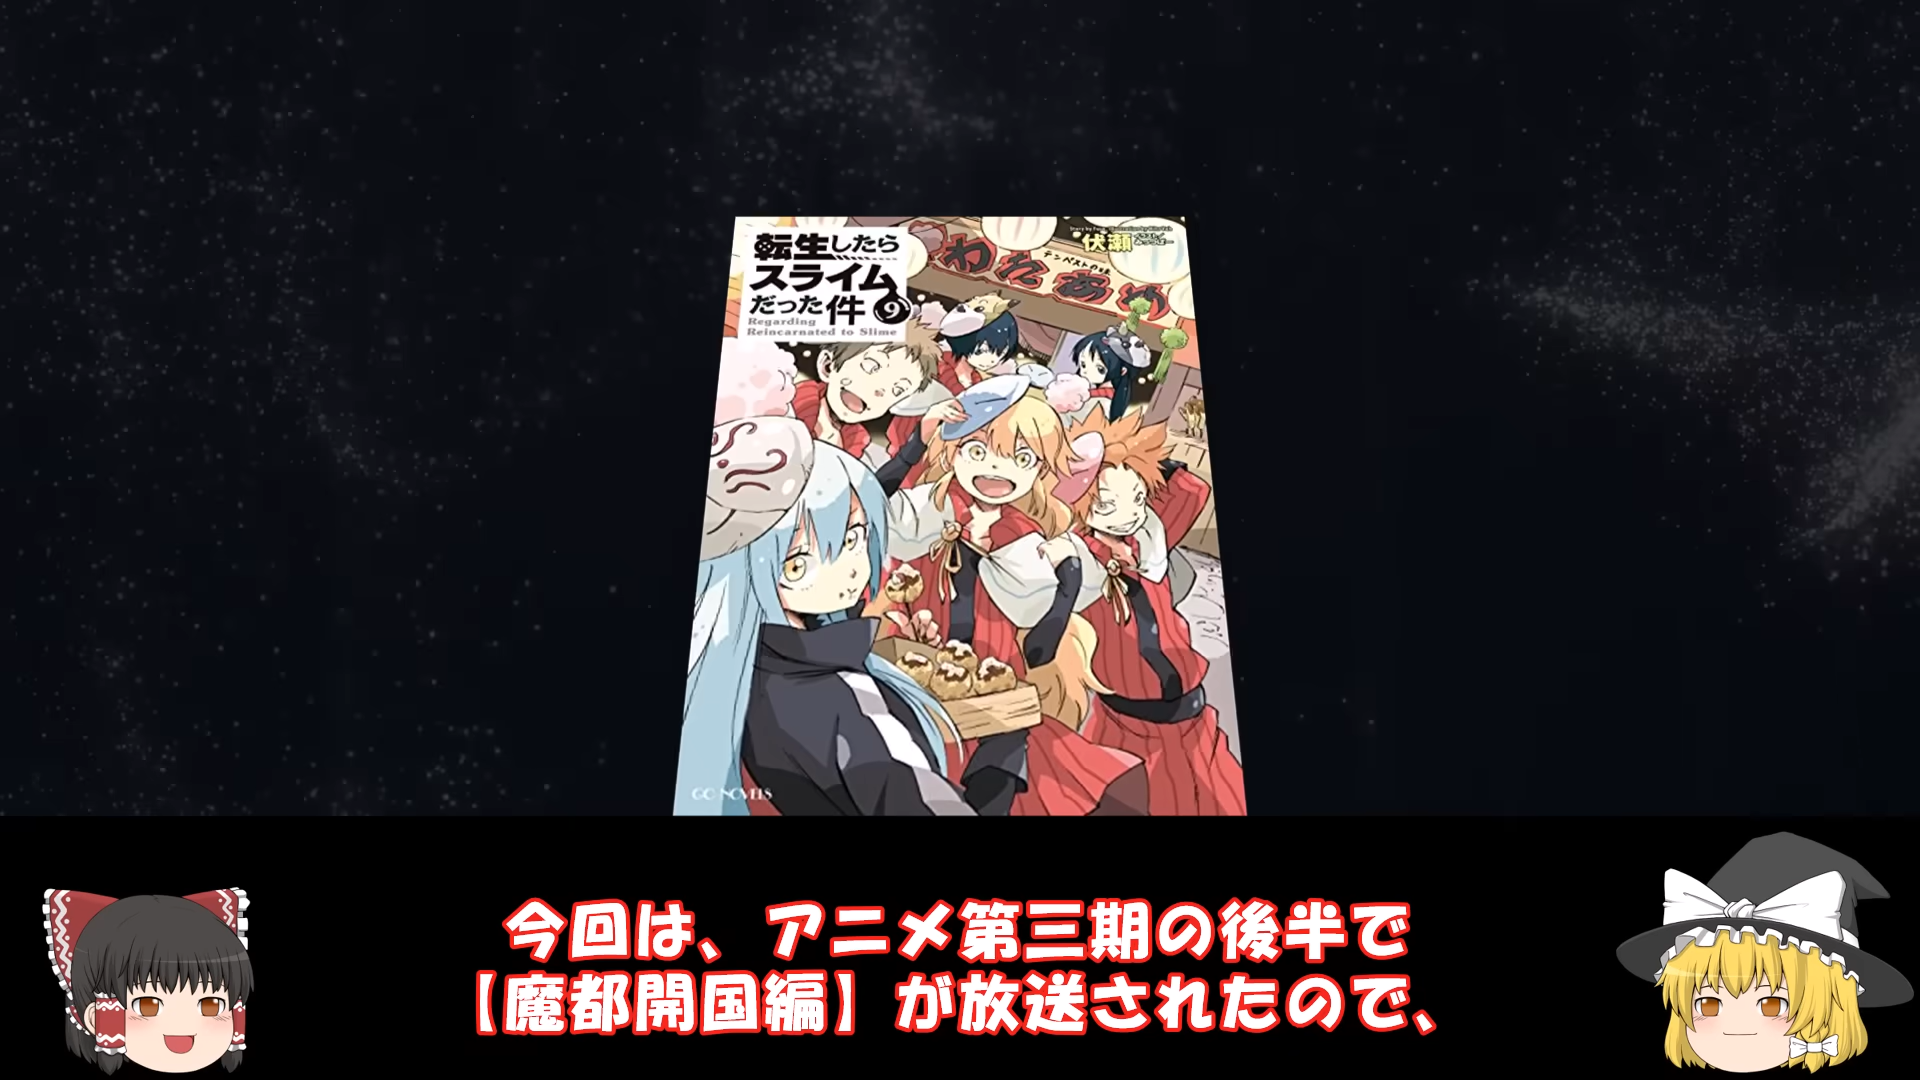 転生したら
スライム
だった件 9
Regarding
Reincarnated to Slime
伏瀬
テンペストの味
わたあめ
GC NOVELS
今回は、アニメ第三期の後半で
【魔都開国編】が放送されたので、